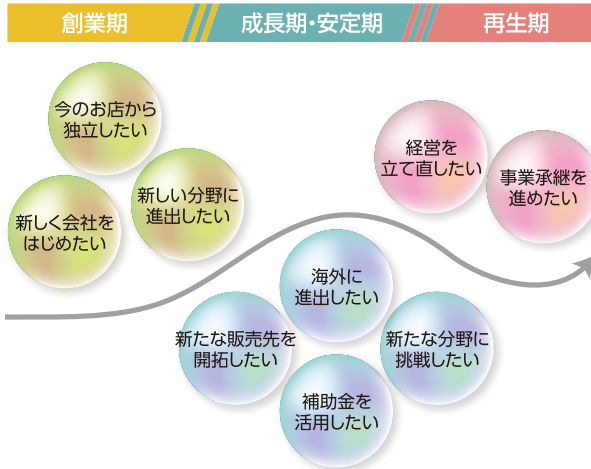 創業期
成長期・安定期
再生期
今のお店から
独立したい
新しい分野に
進出したい
新しく会社を
はじめたい
経営を
立て直したい
事業承継を
進めたい
海外に
進出したい
新たな販売先を
開拓したい
新たな分野に
挑戦したい
補助金を
活用したい